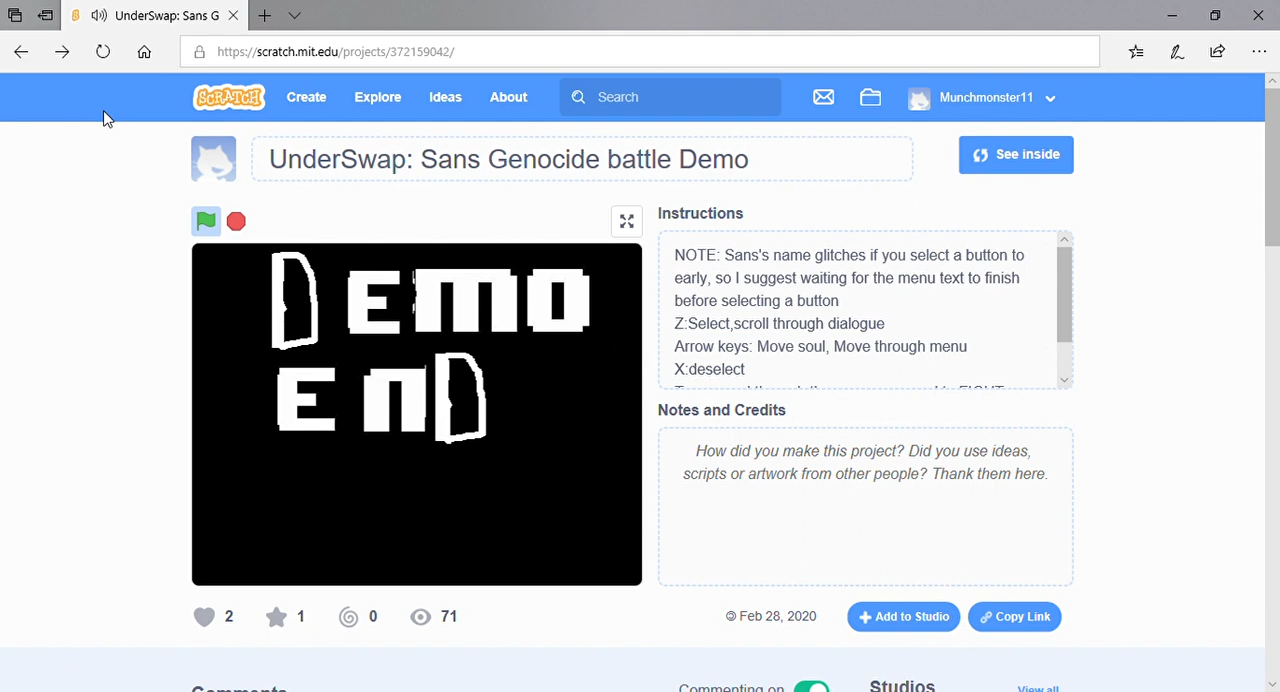 UnderSwap: Sans G
https://scratch.mit.edu/projects/372159042/
SCRATCH Create Explore Ideas About Search Munchmonster11
UnderSwap: Sans Genocide battle Demo
See inside
Instructions
NOTE: Sans's name glitches if you select a button to
early, so I suggest waiting for the menu text to finish
before selecting a button
Z:Select,scroll through dialogue
Arrow keys: Move soul, Move through menu
X:deselect
DEmo
EnD
Notes and Credits
How did you make this project? Did you use ideas,
scripts or artwork from other people? Thank them here.
2 1 0 71
© Feb 28, 2020
Add to Studio
Copy Link
Comments
Commenting on
Studios
View all